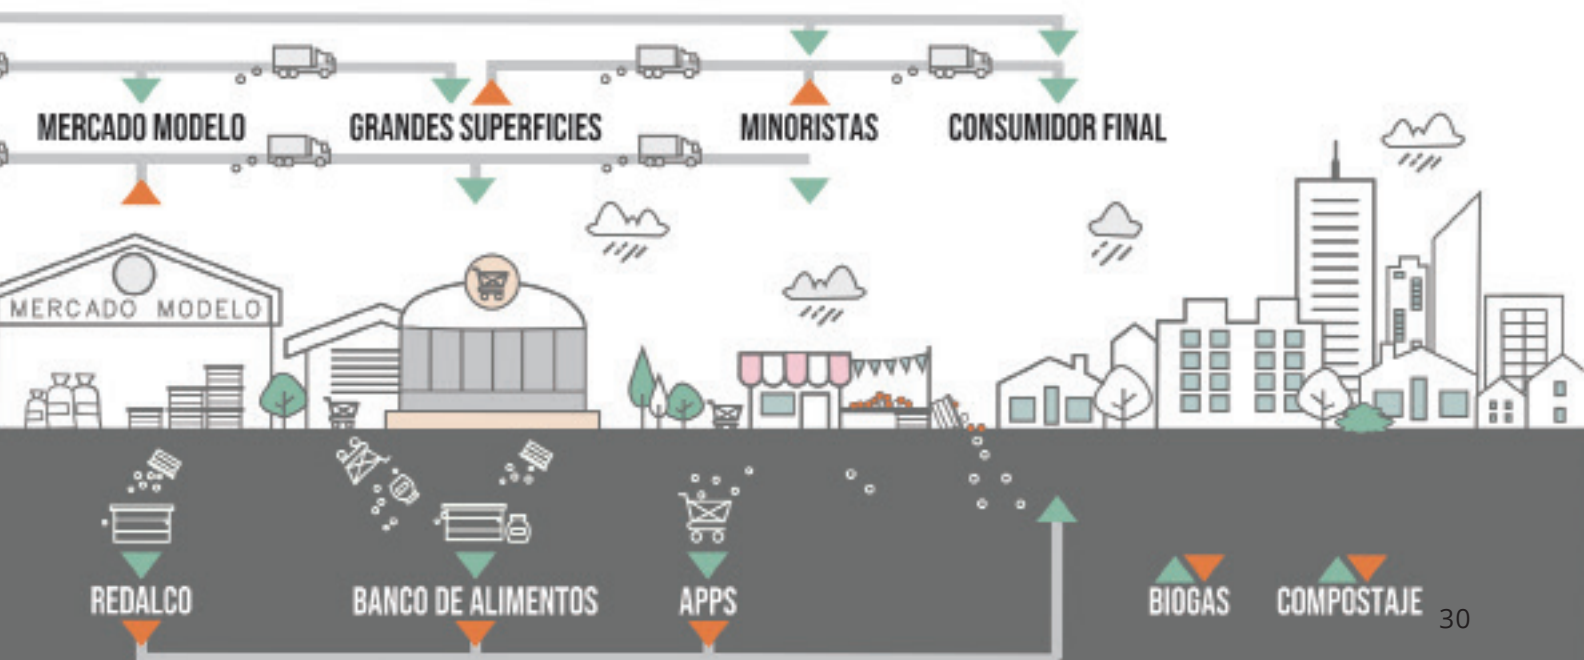 MERCADO MODELO
GRANDES SUPERFICIES
MINORISTAS
CONSUMIDOR FINAL
MERCADO MODELO
REDALCO
BANCO DE ALIMENTOS
APPS
BIOGAS
COMPOSTAJE
30